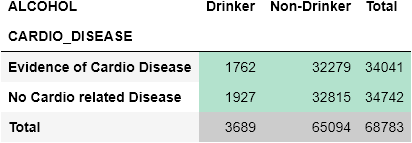 ALCOHOL Drinker Non-Drinker Total
CARDIO_DISEASE
Evidence of Cardio Disease 1762 32279 34041
No Cardio related Disease 1927 32815 34742
Total 3689 65094 68783